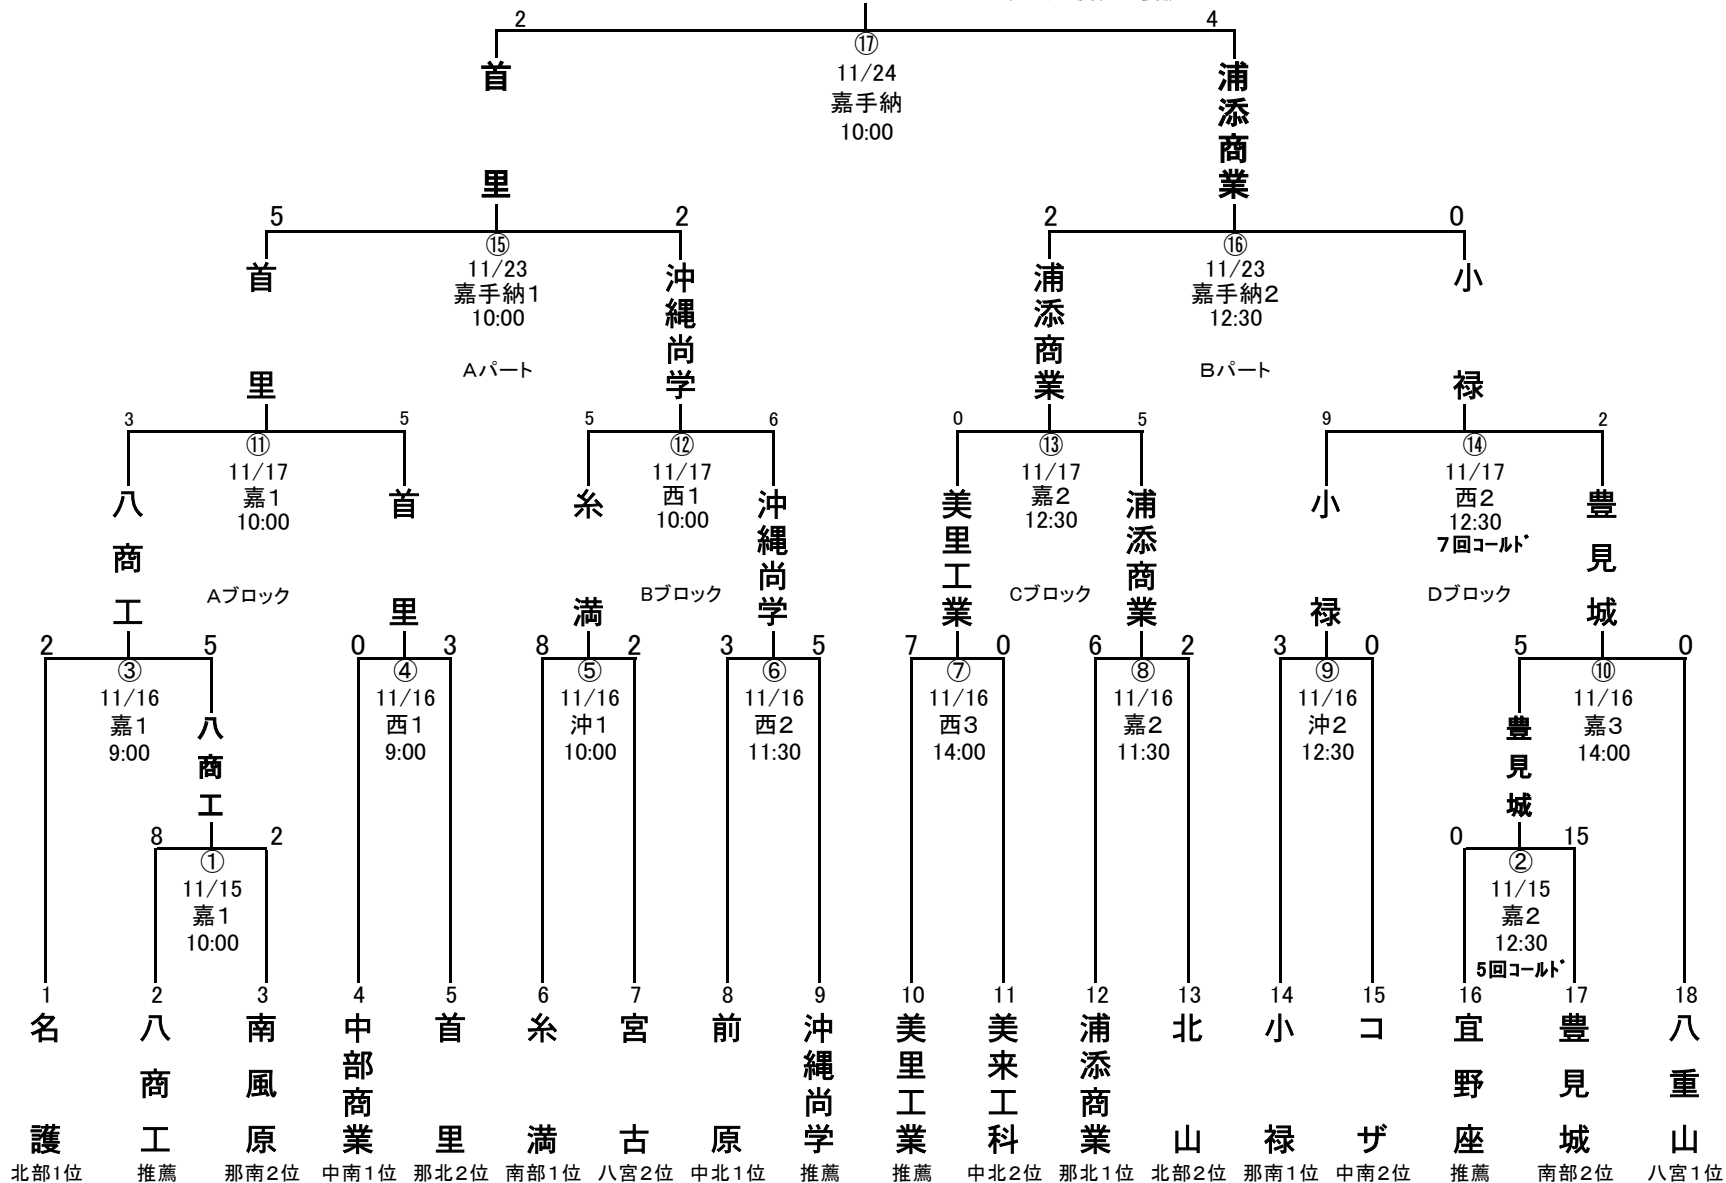 2 4
⑰
11/24
嘉手納
10:00
首里
浦添商業
5 2 2 0
⑮ ⑯
11/23 11/23
嘉手納1 嘉手納2
10:00 12:30
首里
沖縄尚学
浦添商業
小禄
Aパート Bパート
3 5 5 6 0 5 9 2
⑪ ⑫ ⑬ ⑭
11/17 11/17 11/17 11/17
嘉1 西1 嘉2 西2
10:00 10:00 12:30 12:30
7回コールド
八商工
首里
糸満
沖縄尚学
美里工業
浦添商業
小禄
豊見城
Aブロック Bブロック Cブロック Dブロック
2 5 0 3 8 2 3 5 7 0 6 2 3 0 5 0
③ ④ ⑤ ⑥ ⑦ ⑧ ⑨ ⑩
11/16 11/16 11/16 11/16 11/16 11/16 11/16 11/16
嘉1 西1 沖1 西2 西3 嘉2 沖2 嘉3
9:00 9:00 10:00 11:30 14:00 11:30 12:30 14:00
八商工
豊見城
8 2 0 15
① ②
11/15 11/15
嘉1 嘉2
10:00 12:30
5回コールド
1 2 3 4 5 6 7 8 9 10 11 12 13 14 15 16 17 18
名護
八商工
南風原
中部商業
首里
糸満
宮古
前原
沖縄尚学
美里工業
美来工科
浦添商業
北山
小禄
コザ
宜野座
豊見城
八重山
北部1位 推薦 那南2位 中南1位 那北2位 南部1位 八宮2位 中北1位 推薦 推薦 中北2位 那北1位 北部2位 那南1位 中南2位 推薦 南部2位 八宮1位